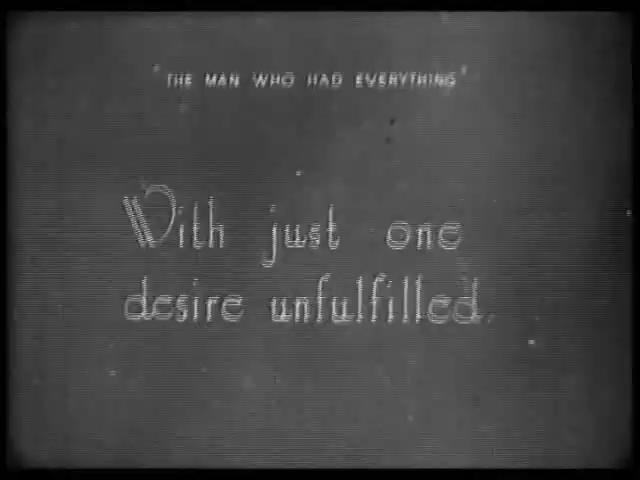 "THE MAN WHO HAD EVERYTHING"
With just one
desire unfulfilled.